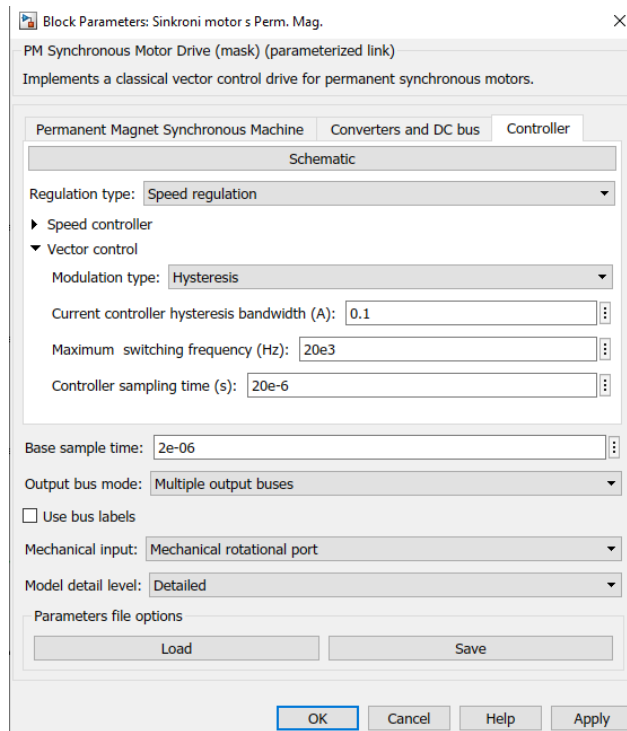 Block Parameters: Sinkroni motor s Perm. Mag.
PM Synchronous Motor Drive (mask) (parameterized link)
Implements a classical vector control drive for permanent synchronous motors.
Permanent Magnet Synchronous Machine Converters and DC bus Controller
Schematic
Regulation type: Speed regulation
Speed controller
Vector control
Modulation type: Hysteresis
Current controller hysteresis bandwidth (A): 0.1
Maximum switching frequency (Hz): 20e3
Controller sampling time (s): 20e-6
Base sample time: 2e-06
Output bus mode: Multiple output buses
Use bus labels
Mechanical input: Mechanical rotational port
Model detail level: Detailed
Parameters file options
Load Save
OK Cancel Help Apply